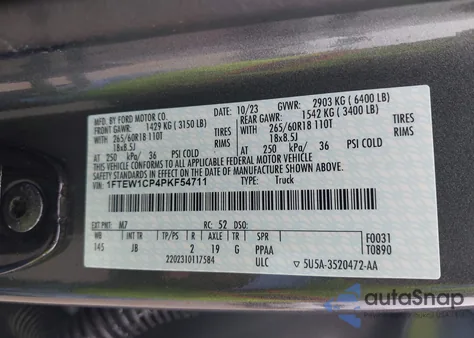 MFD. BY FORD MOTOR CO. 10/23 GVWR: 2903 KG ( 6400 LB)
FRONT GAWR: 1429 KG ( 3150 LB) REAR GAWR: 1542 KG ( 3400 LB)
265/60R18 110T TIRES 265/60R18 110T TIRES
18x8.5J RIMS 18x8.5J RIMS
AT 250 kPa/ 36 PSI COLD AT 250 kPa/ 36 PSI COLD
THIS VEHICLE CONFORMS TO ALL APPLICABLE FEDERAL MOTOR VEHICLE
SAFETY STANDARDS IN EFFECT ON THE DATE OF MANUFACTURE SHOWN ABOVE.
VIN: 1FTEW1CP4PKF54711 TYPE: Truck
EXT PNT: M7 RC: 52 DSO: F0031
WB INT TR TP/PS R AXLE TR SPR T0890
145 JB 2 19 G PPAA
2202310117584 ULC 5U5A-3520472-AA
autoSnap